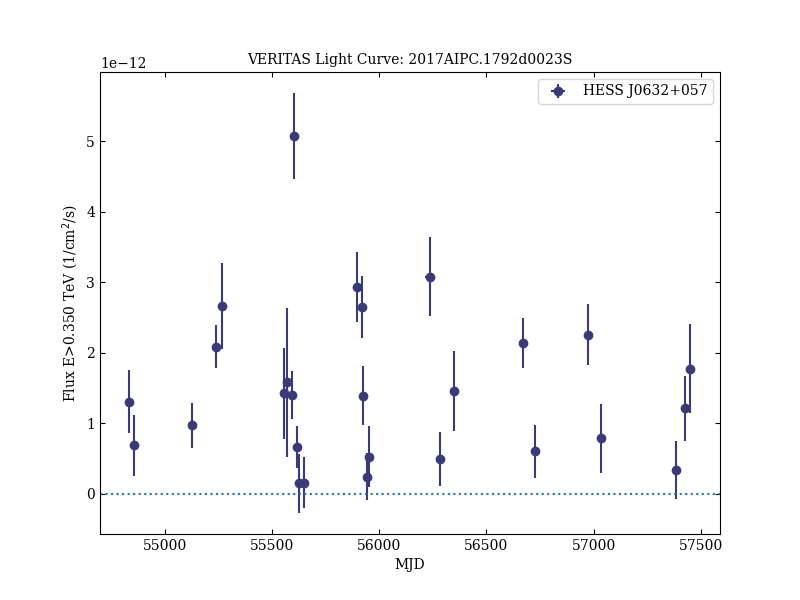 VERITAS Light Curve: 2017AIPC.1792d0023S
1e−12
HESS J0632+057
5
4
3
2
1
0
Flux E>0.350 TeV (1/cm²/s)
55000 55500 56000 56500 57000 57500
MJD